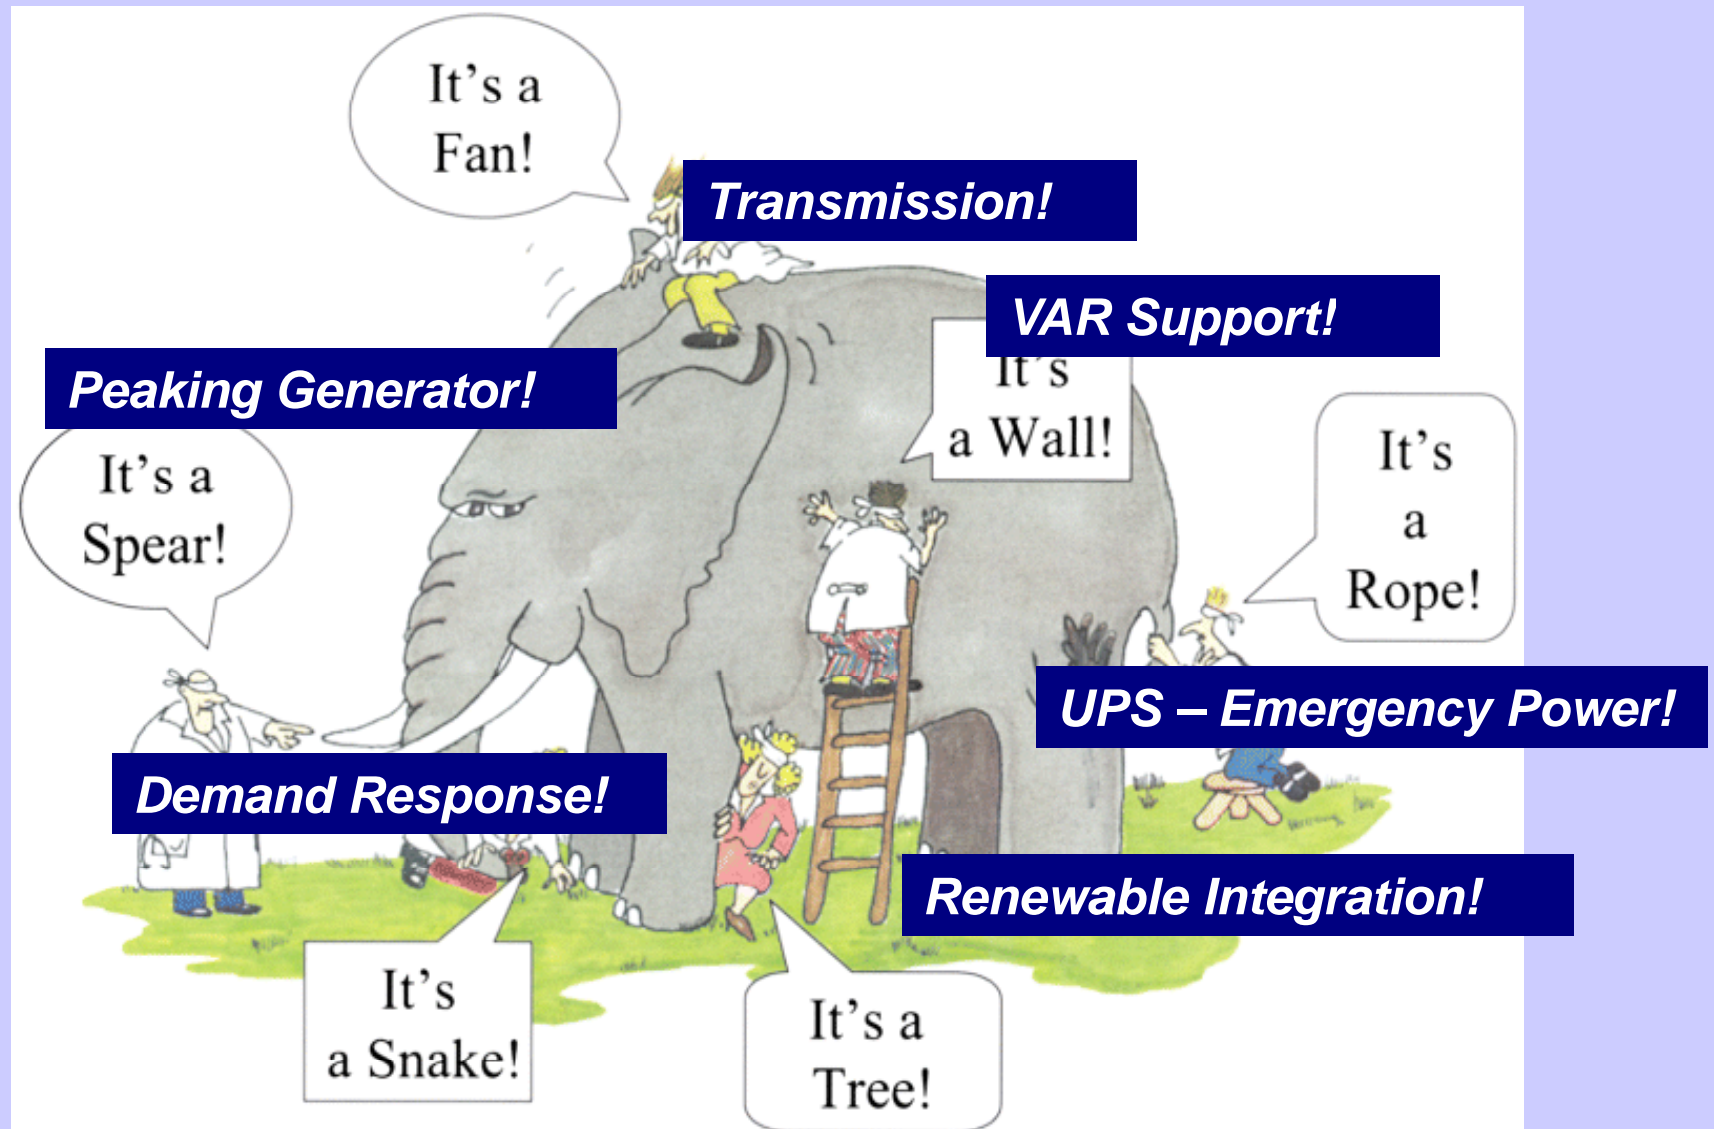 It’s a
Fan!
Transmission!
VAR Support!
It’s
a Wall!
Peaking Generator!
It’s a
Spear!
It’s
a
Rope!
UPS – Emergency Power!
Demand Response!
Renewable Integration!
It’s
a Snake!
It’s a
Tree!